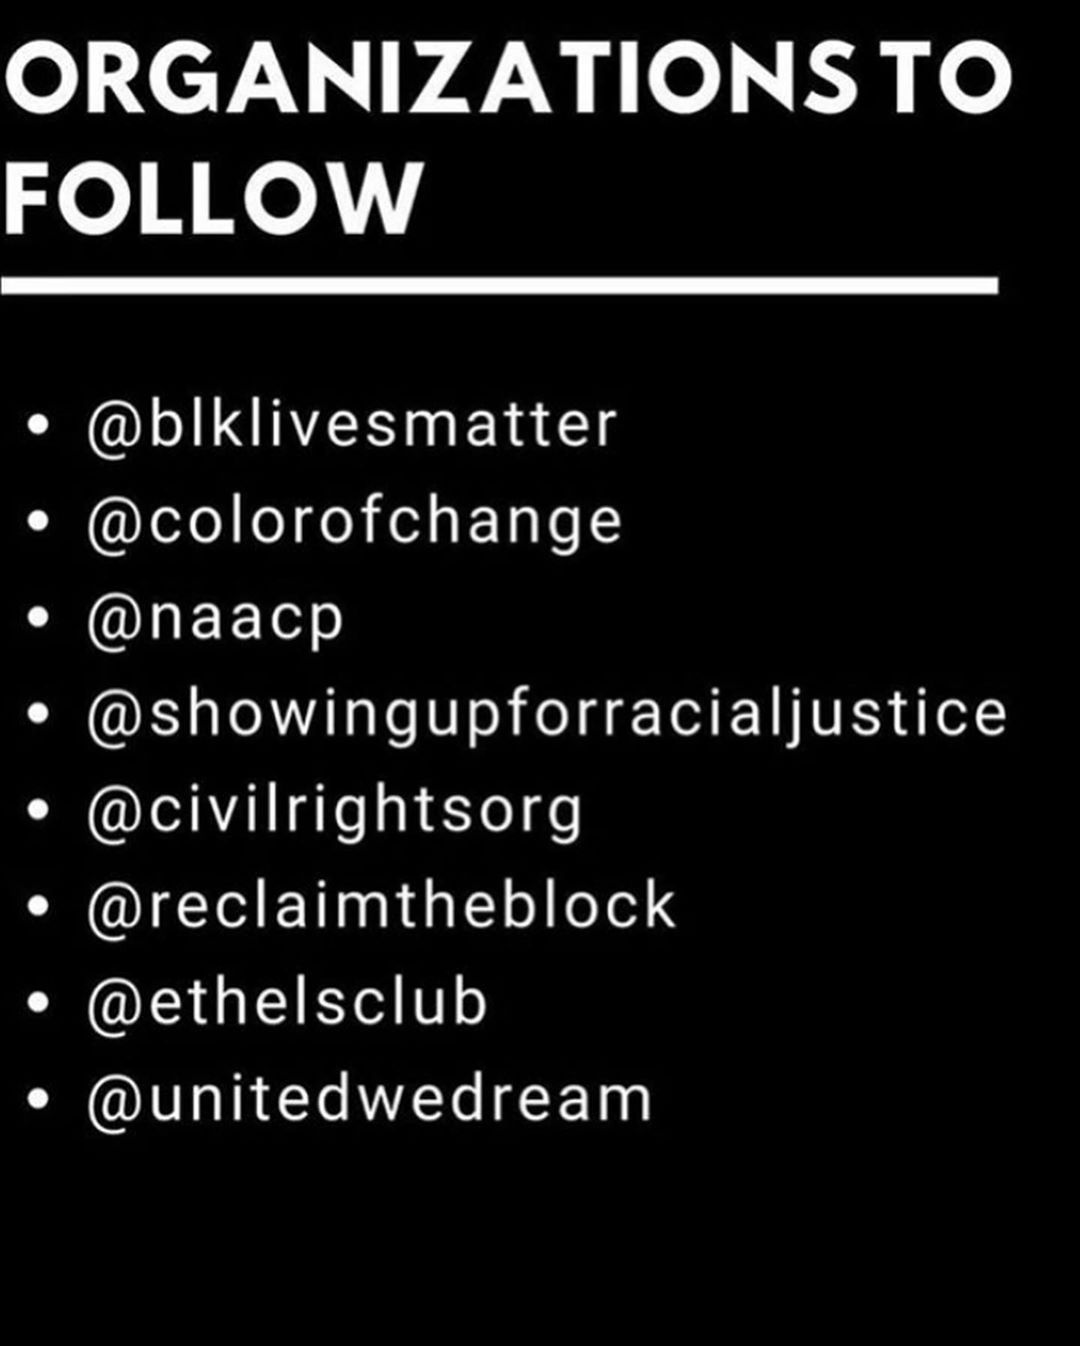 ORGANIZATIONS TO
FOLLOW
• @blklivesmatter
• @colorofchange
• @naacp
• @showingupforracialjustice
• @civilrightsorg
• @reclaimtheblock
• @ethelsclub
• @unitedwedream